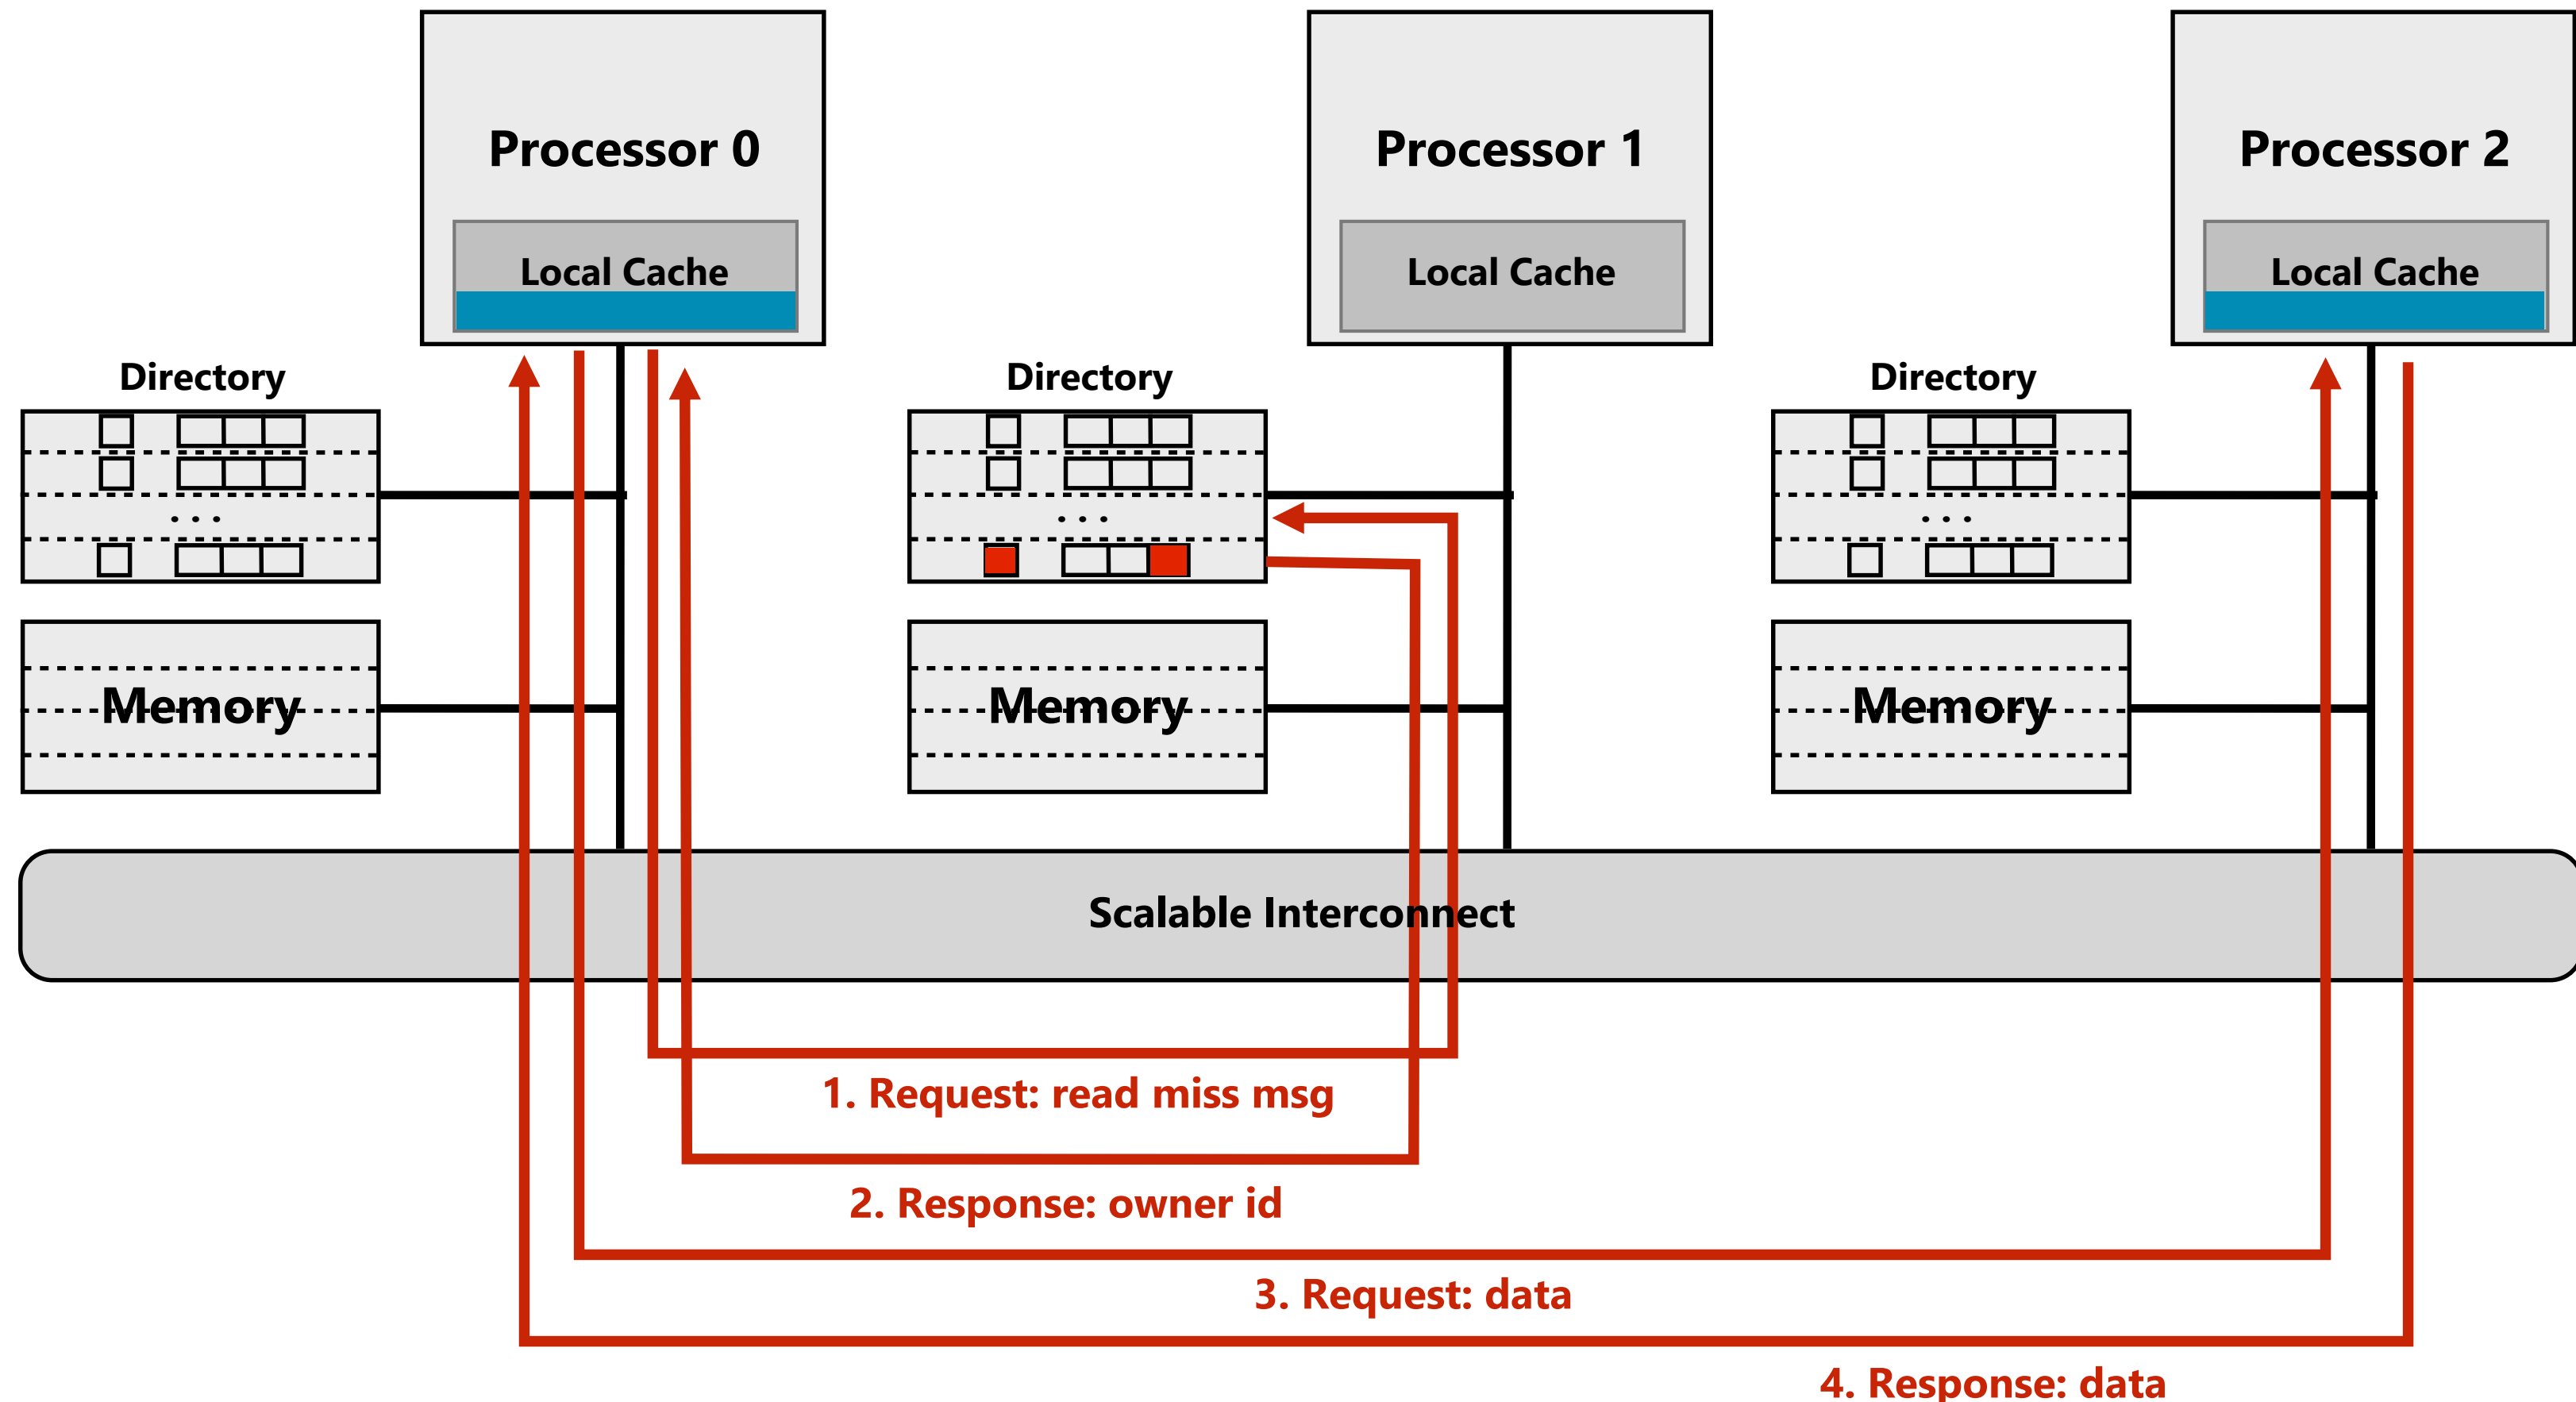 Processor 0
Processor 1
Processor 2
Local Cache
Local Cache
Local Cache
Directory
Directory
Directory
. . .
. . .
. . .
Memory
Memory
Memory
Scalable Interconnect
1. Request: read miss msg
2. Response: owner id
3. Request: data
4. Response: data